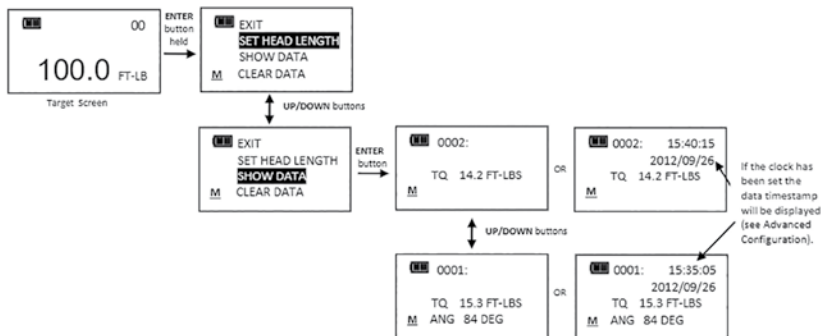 00
100.0 FT-LB
Target Screen
ENTER
button
held
EXIT
SET HEAD LENGTH
SHOW DATA
M CLEAR DATA
UP/DOWN buttons
EXIT
SET HEAD LENGTH
SHOW DATA
M CLEAR DATA
ENTER
button
0002:
TQ 14.2 FT-LBS
M
OR
0002: 15:40:15
2012/09/26
TQ 14.2 FT-LBS
M
If the clock has
been set the
data timestamp
will be displayed
(see Advanced
Configuration).
UP/DOWN buttons
0001:
TQ 15.3 FT-LBS
M ANG 84 DEG
OR
0001: 15:35:05
2012/09/26
TQ 15.3 FT-LBS
M ANG 84 DEG